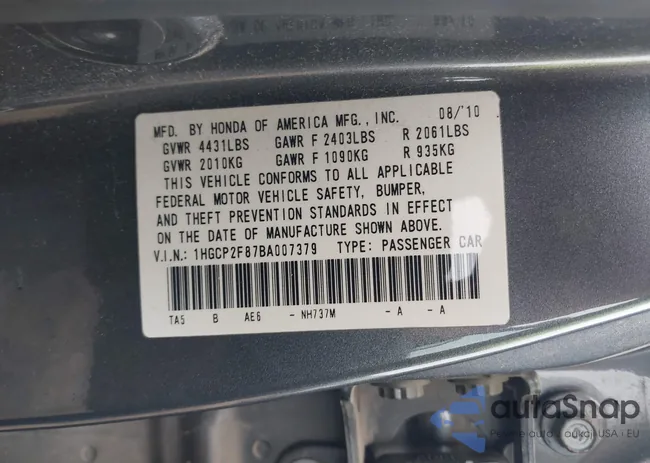 MFD. BY HONDA OF AMERICA MFG., INC. 08/'10
GVWR 4431LBS GAWR F 2403LBS R 2061LBS
GVWR 2010KG GAWR F 1090KG R 935KG
THIS VEHICLE CONFORMS TO ALL APPLICABLE
FEDERAL MOTOR VEHICLE SAFETY, BUMPER,
AND THEFT PREVENTION STANDARDS IN EFFECT
ON THE DATE OF MANUFACTURE SHOWN ABOVE.
V.I.N.: 1HGCP2F87BA007379 TYPE: PASSENGER CAR
TA5 B AE6 - NH737M - A - A
autoSnap
USA i EU